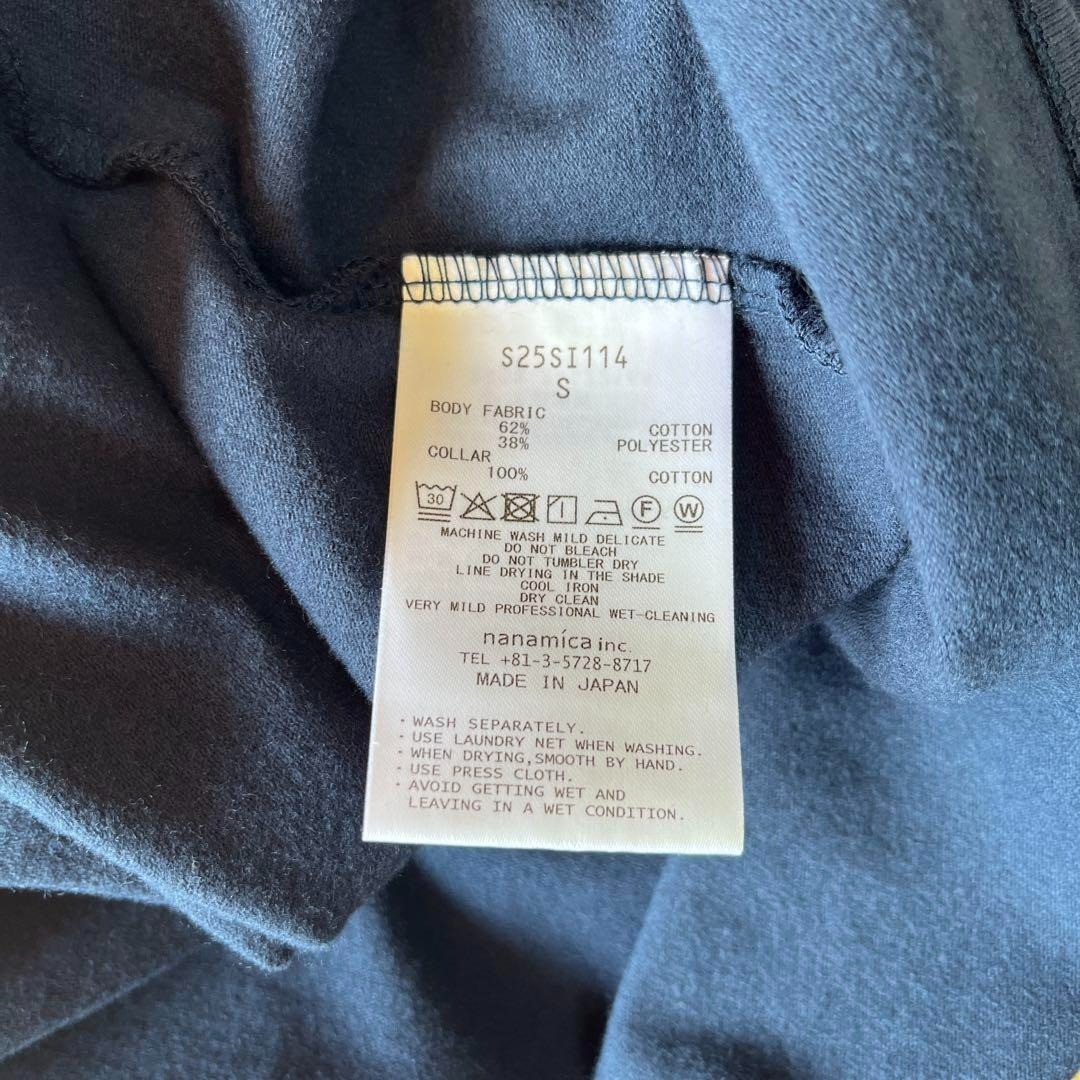 S25SI114
S
BODY FABRIC
62% COTTON
38% POLYESTER
COLLAR
100% COTTON
30 F W
MACHINE WASH MILD DELICATE
DO NOT BLEACH
DO NOT TUMBLER DRY
LINE DRYING IN THE SHADE
COOL IRON
DRY CLEAN
VERY MILD PROFESSIONAL WET-CLEANING
nanamíca inc.
TEL +81-3-5728-8717
MADE IN JAPAN
・WASH SEPARATELY.
・USE LAUNDRY NET WHEN WASHING.
・WHEN DRYING,SMOOTH BY HAND.
・USE PRESS CLOTH.
・AVOID GETTING WET AND
LEAVING IN A WET CONDITION.